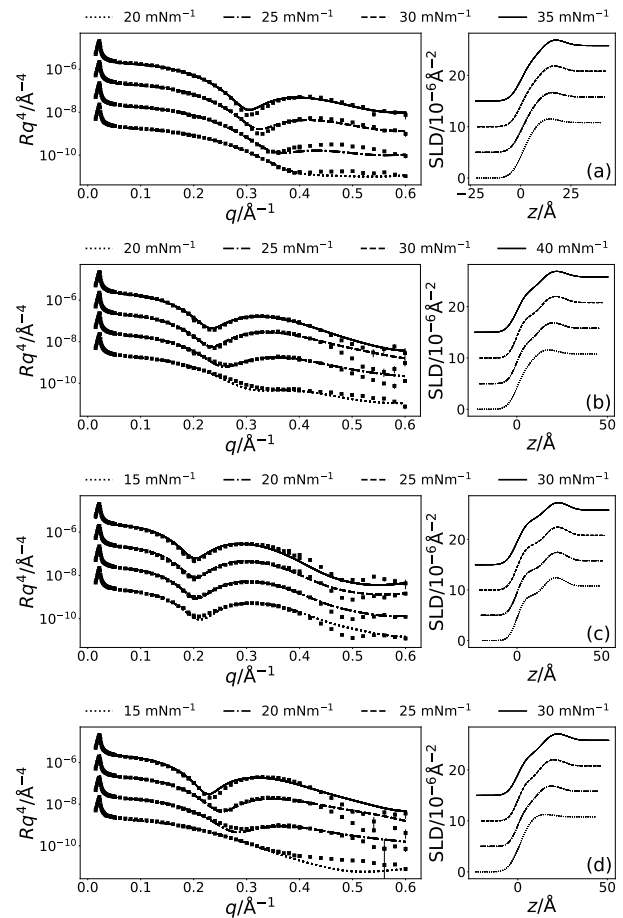 20 mNm⁻¹ 25 mNm⁻¹ 30 mNm⁻¹ 35 mNm⁻¹
Rq⁴/Å⁻⁴
10⁻⁶
10⁻⁸
10⁻¹⁰
0.0 0.1 0.2 0.3 0.4 0.5 0.6
q/Å⁻¹
SLD/10⁻⁶Å⁻²
20
10
0
(a)
−25 0 25
z/Å
20 mNm⁻¹ 25 mNm⁻¹ 30 mNm⁻¹ 40 mNm⁻¹
Rq⁴/Å⁻⁴
10⁻⁶
10⁻⁸
10⁻¹⁰
0.0 0.1 0.2 0.3 0.4 0.5 0.6
q/Å⁻¹
SLD/10⁻⁶Å⁻²
20
10
0
(b)
0 50
z/Å
15 mNm⁻¹ 20 mNm⁻¹ 25 mNm⁻¹ 30 mNm⁻¹
Rq⁴/Å⁻⁴
10⁻⁶
10⁻⁸
10⁻¹⁰
0.0 0.1 0.2 0.3 0.4 0.5 0.6
q/Å⁻¹
SLD/10⁻⁶Å⁻²
20
10
0
(c)
0 50
z/Å
15 mNm⁻¹ 20 mNm⁻¹ 25 mNm⁻¹ 30 mNm⁻¹
Rq⁴/Å⁻⁴
10⁻⁶
10⁻⁸
10⁻¹⁰
0.0 0.1 0.2 0.3 0.4 0.5 0.6
q/Å⁻¹
SLD/10⁻⁶Å⁻²
20
10
0
(d)
0 25 50
z/Å